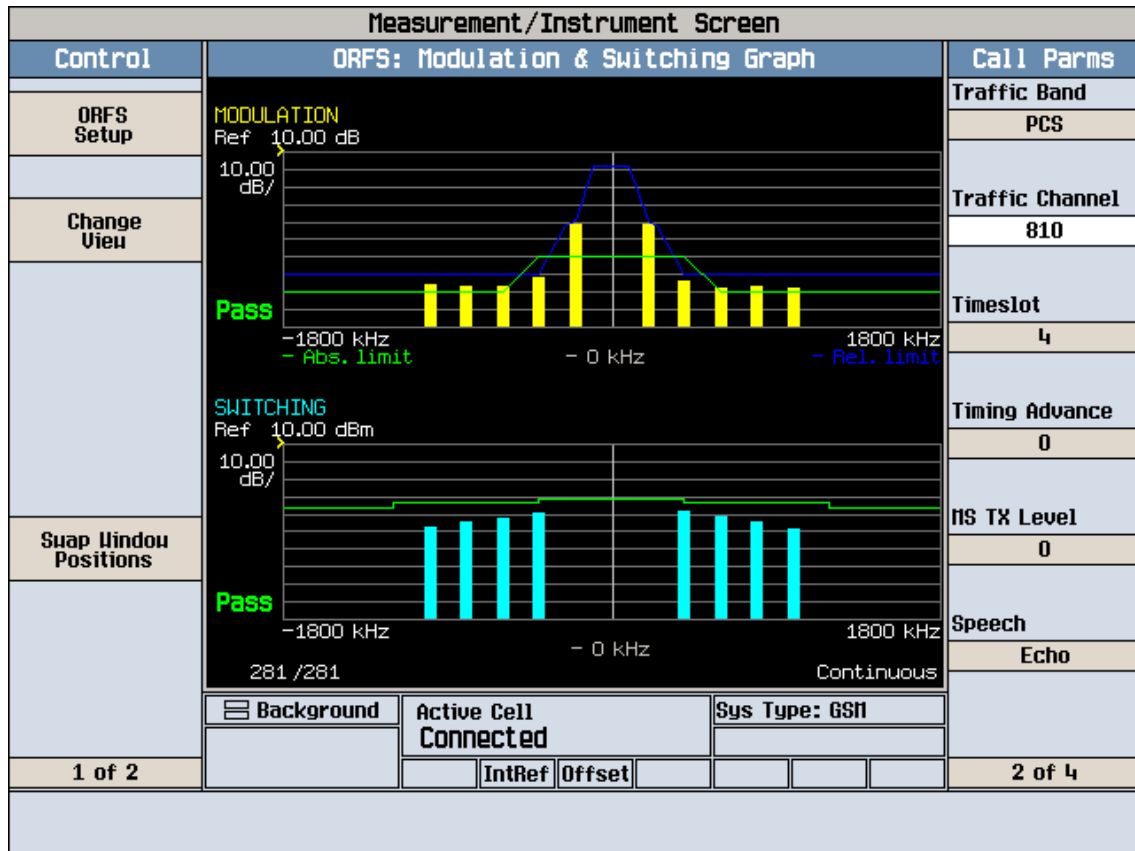 Measurement/Instrument Screen
Control
ORFS: Modulation & Switching Graph
Call Parms
ORFS
Setup
Change
View
Swap Window
Positions
1 of 2
MODULATION
Ref 10.00 dB
10.00
dB/
Pass
-1800 kHz
1800 kHz
- Abs. limit
- 0 kHz
- Rel. limit
SWITCHING
Ref 10.00 dBm
10.00
dB/
Pass
-1800 kHz
1800 kHz
- 0 kHz
281/281
Continuous
Background
Active Cell
Connected
Sys Type: GSM
IntRef
Offset
Traffic Band
PCS
Traffic Channel
810
Timeslot
4
Timing Advance
0
MS TX Level
0
Speech
Echo
2 of 4